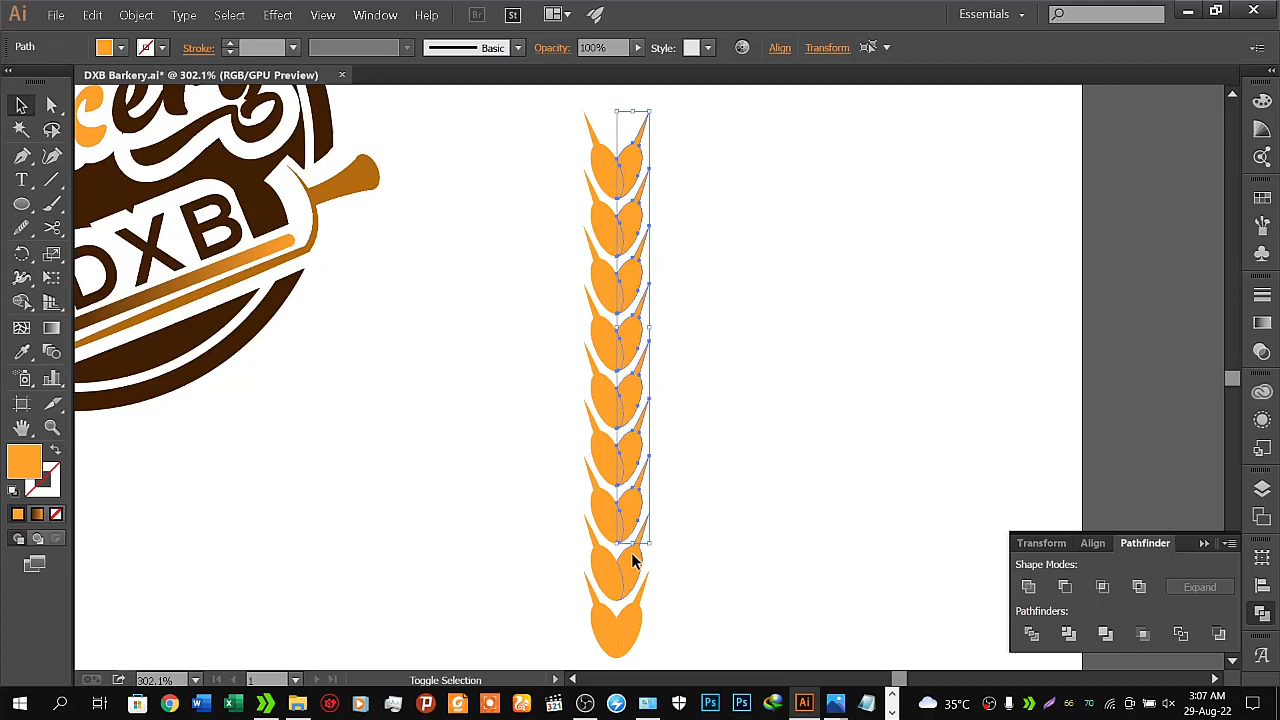 Ai File Edit Object Type Select Effect View Window Help Br St Essentials
Path Stroke: Basic Opacity: 100% Style: Align Transform
DXB Barkery.ai* @ 302.1% (RGB/GPU Preview)
DXB
Transform Align Pathfinder
Shape Modes:
Expand
Pathfinders:
302.1% 1 Toggle Selection
35°C 3:07 AM
29-Aug-22